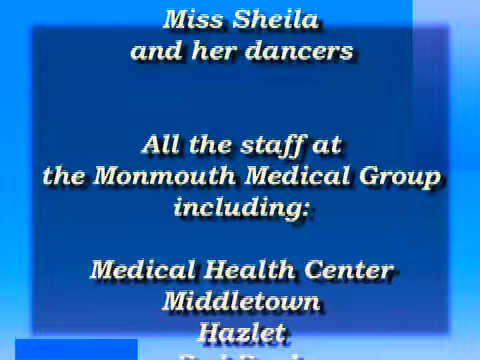 Miss Sheila
and her dancers
All the staff at
the Monmouth Medical Group
including:
Medical Health Center
Middletown
Hazlet